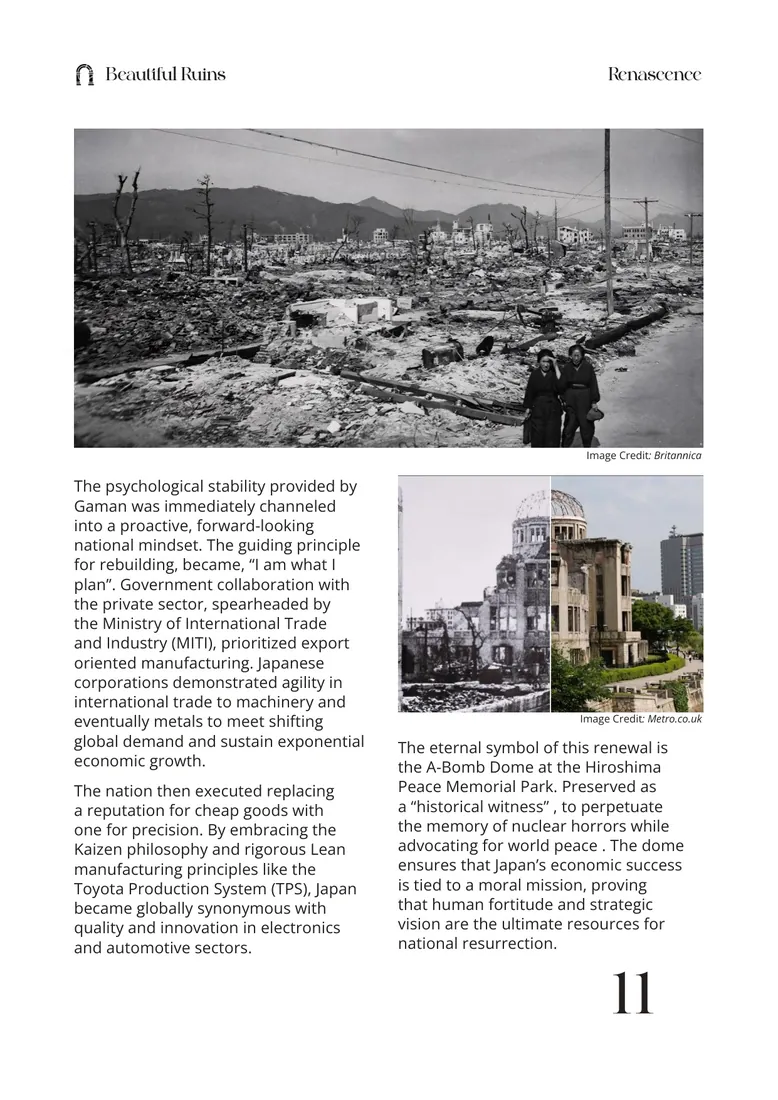 Beautiful Ruins
Renascence
Image Credit: Britannica
The psychological stability provided by
Gaman was immediately channeled
into a proactive, forward-looking
national mindset. The guiding principle
for rebuilding, became, “I am what I
plan”. Government collaboration with
the private sector, spearheaded by
the Ministry of International Trade
and Industry (MITI), prioritized export
oriented manufacturing. Japanese
corporations demonstrated agility in
international trade to machinery and
eventually metals to meet shifting
global demand and sustain exponential
economic growth.
The nation then executed replacing
a reputation for cheap goods with
one for precision. By embracing the
Kaizen philosophy and rigorous Lean
manufacturing principles like the
Toyota Production System (TPS), Japan
became globally synonymous with
quality and innovation in electronics
and automotive sectors.
Image Credit: Metro.co.uk
The eternal symbol of this renewal is
the A-Bomb Dome at the Hiroshima
Peace Memorial Park. Preserved as
a “historical witness” , to perpetuate
the memory of nuclear horrors while
advocating for world peace . The dome
ensures that Japan’s economic success
is tied to a moral mission, proving
that human fortitude and strategic
vision are the ultimate resources for
national resurrection.
11